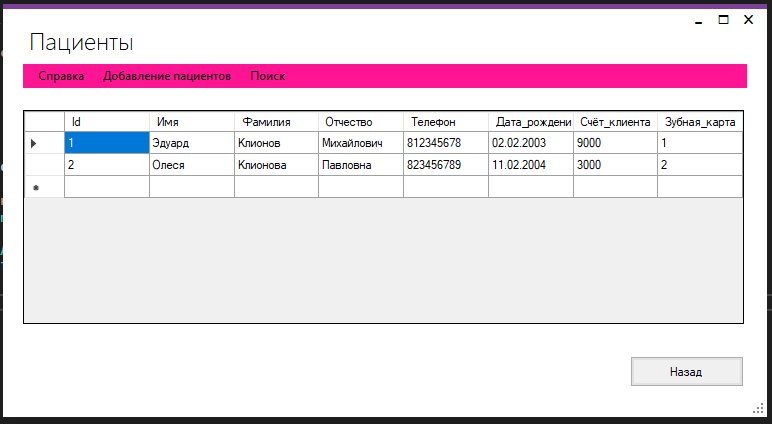 Пациенты
Справка Добавление пациентов Поиск
Id Имя Фамилия Отчество Телефон Дата_рождени Счёт_клиента Зубная_карта
1 Эдуард Клионов Михайлович 812345678 02.02.2003 9000 1
2 Олеся Клионова Павловна 823456789 11.02.2004 3000 2
Назад